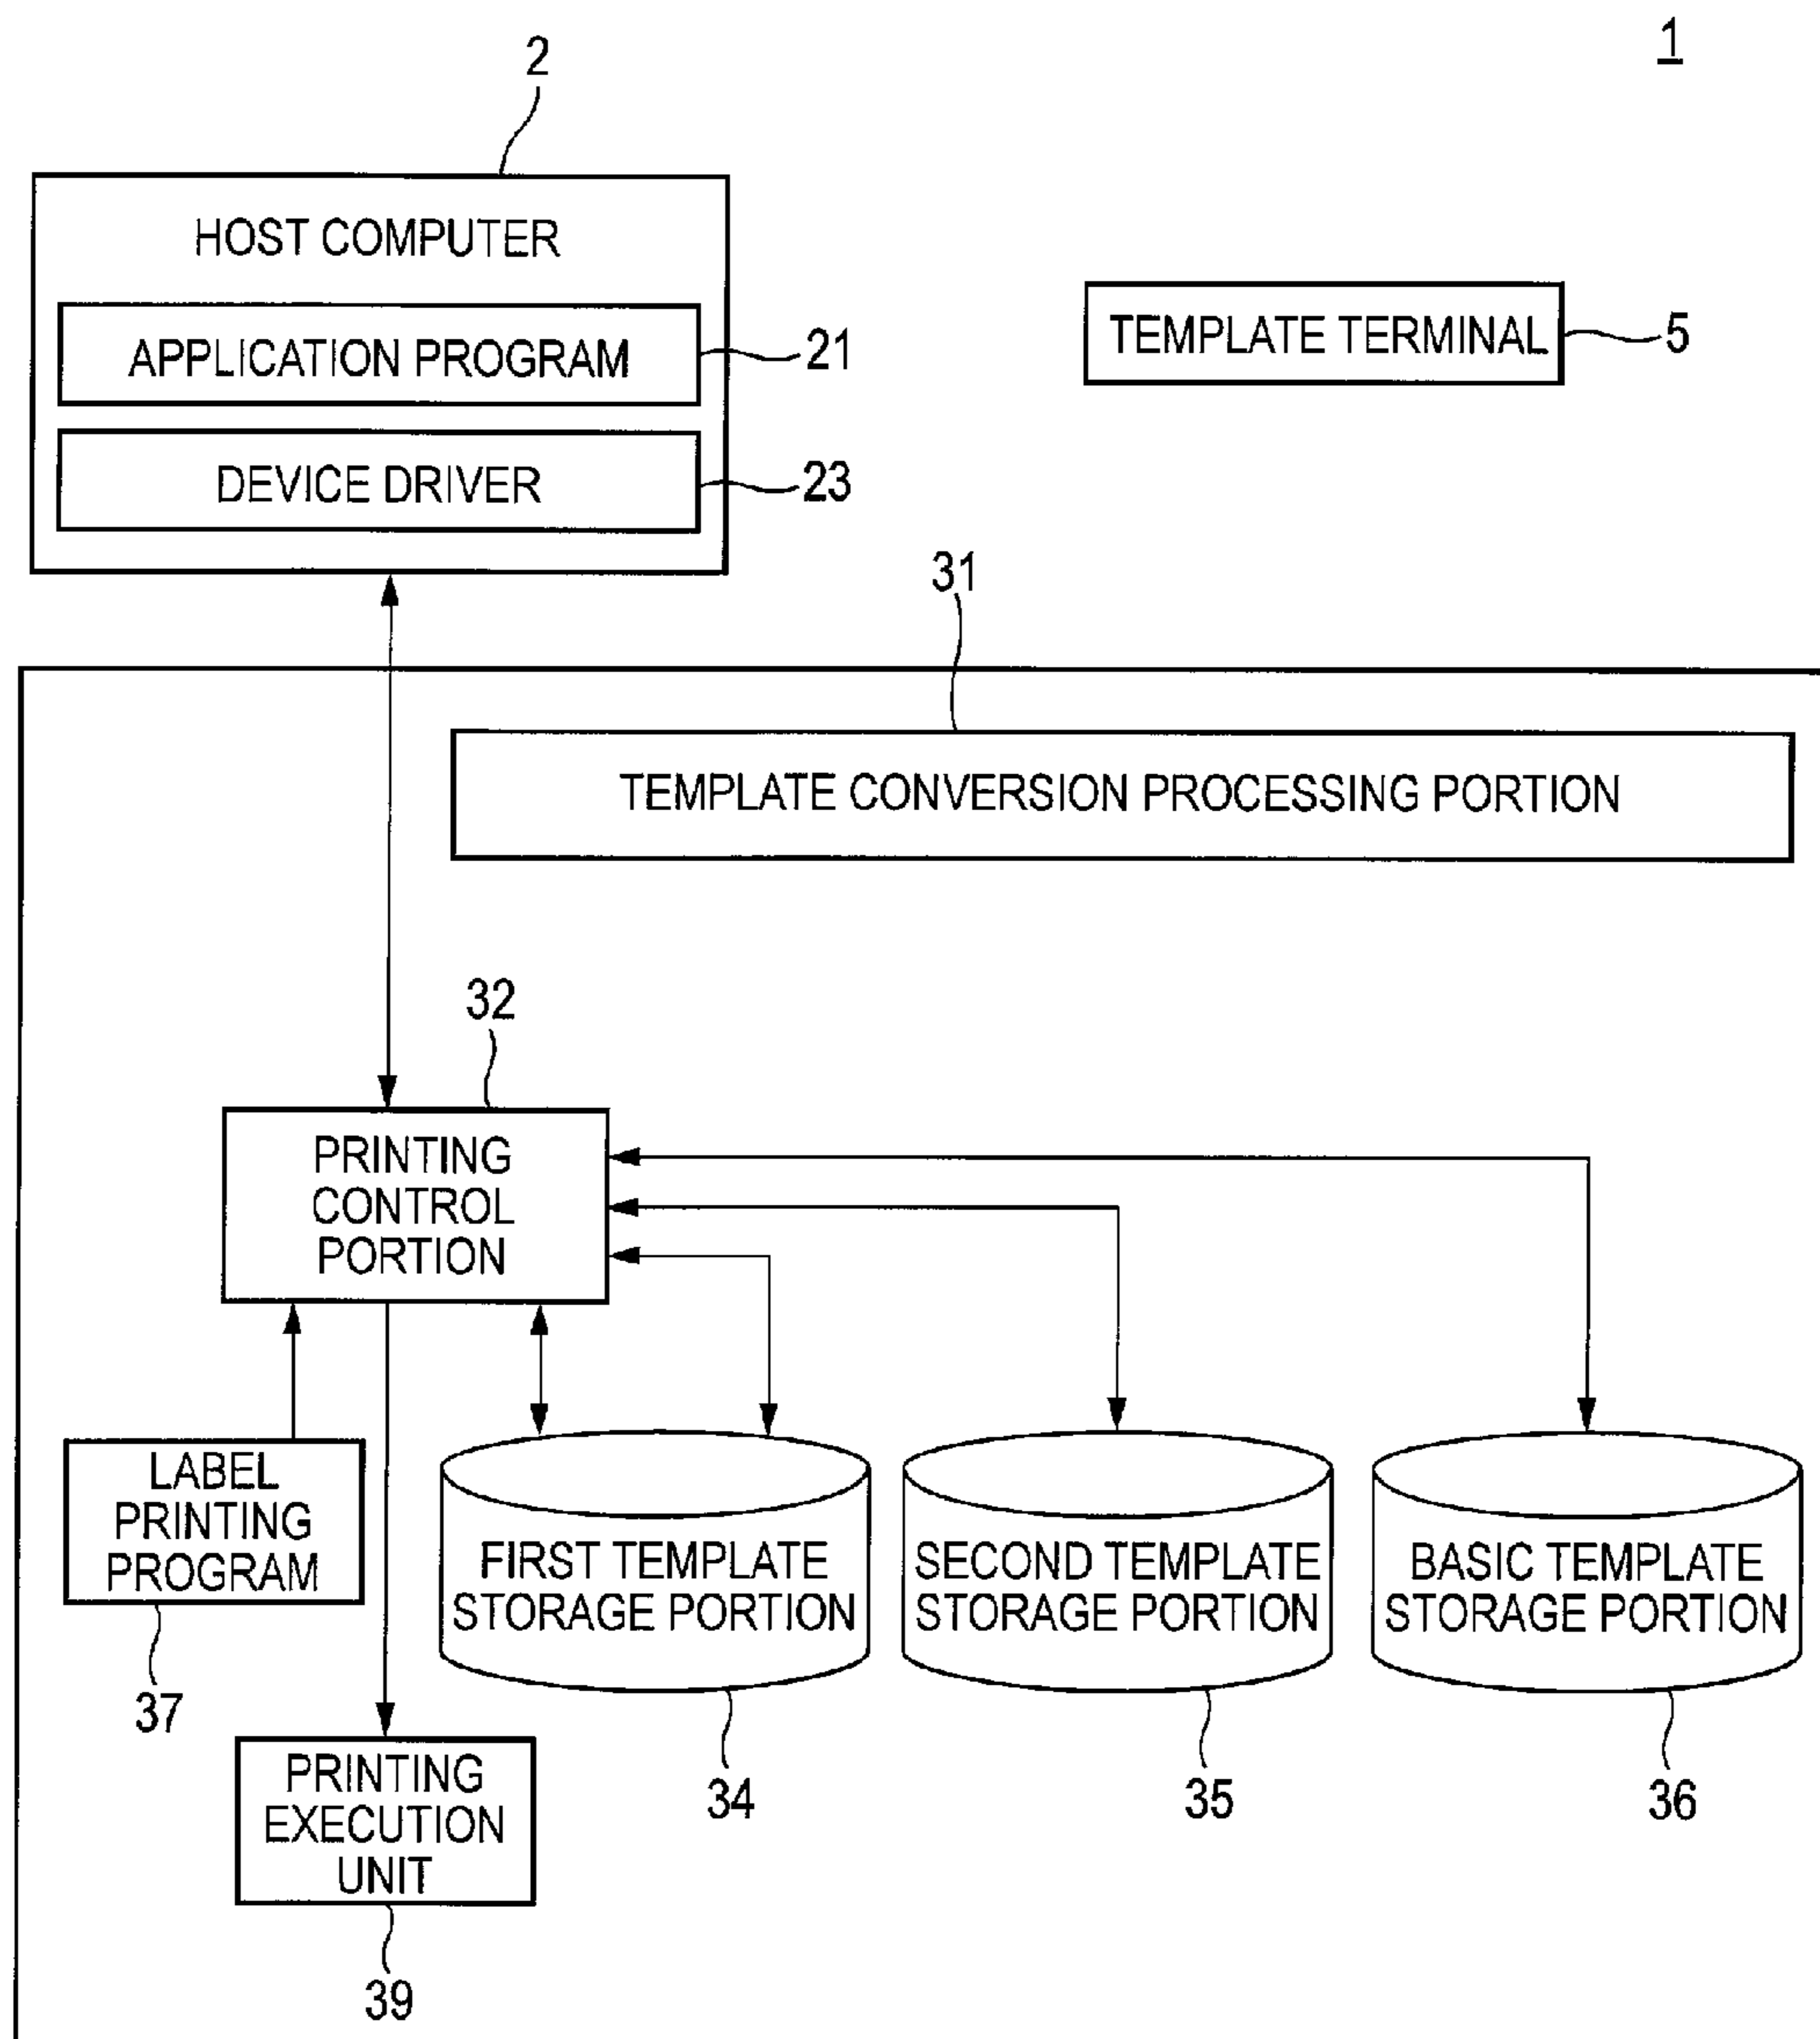 1
2
HOST COMPUTER
APPLICATION PROGRAM
21
DEVICE DRIVER
23
TEMPLATE TERMINAL
5
31
TEMPLATE CONVERSION PROCESSING PORTION
32
PRINTING
CONTROL
PORTION
LABEL
PRINTING
PROGRAM
37
FIRST TEMPLATE
STORAGE PORTION
34
SECOND TEMPLATE
STORAGE PORTION
35
BASIC TEMPLATE
STORAGE PORTION
36
PRINTING
EXECUTION
UNIT
39